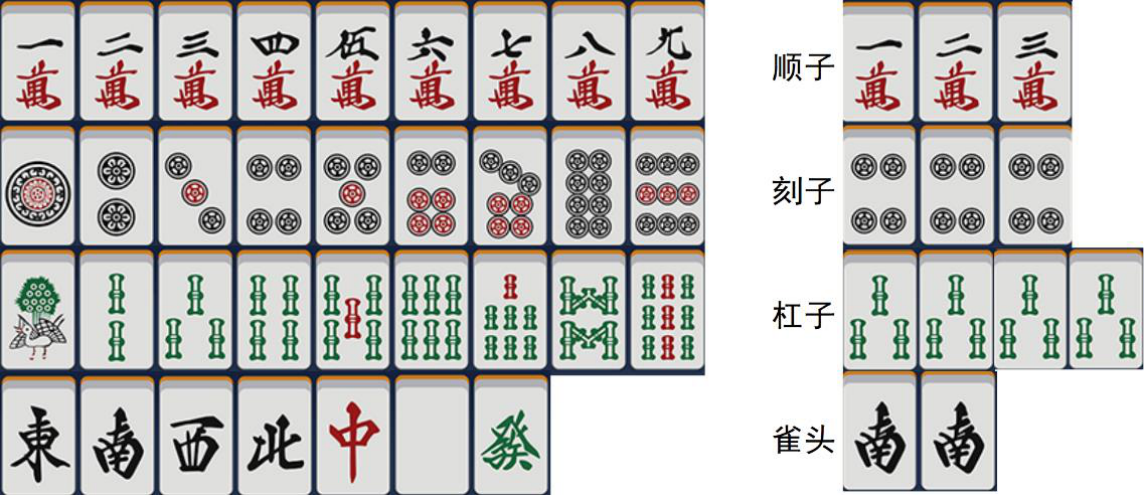 一萬 二萬 三萬 四萬 伍萬 六萬 七萬 八萬 九萬
顺子 一萬 二萬 三萬
刻子
杠子
東 南 西 北 中 發
雀头 南 南